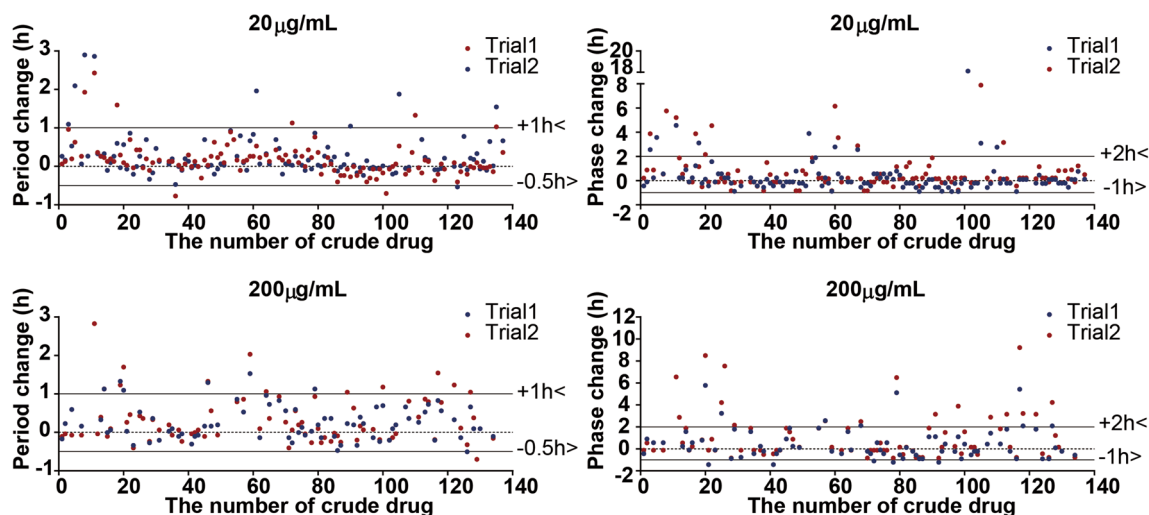 20μg/mL
Period change (h)
3
2
1
0
-1
Trial1
Trial2
+1h<
-0.5h>
0 20 40 60 80 100 120 140
The number of crude drug
20μg/mL
Phase change (h)
20
18
8
6
4
2
0
-2
Trial1
Trial2
+2h<
-1h>
0 20 40 60 80 100 120 140
The number of crude drug
200μg/mL
Period change (h)
3
2
1
0
-1
Trial1
Trial2
+1h<
-0.5h>
0 20 40 60 80 100 120 140
The number of crude drug
200μg/mL
Phase change (h)
12
10
8
6
4
2
0
-2
Trial1
Trial2
+2h<
-1h>
0 20 40 60 80 100 120 140
The number of crude drug